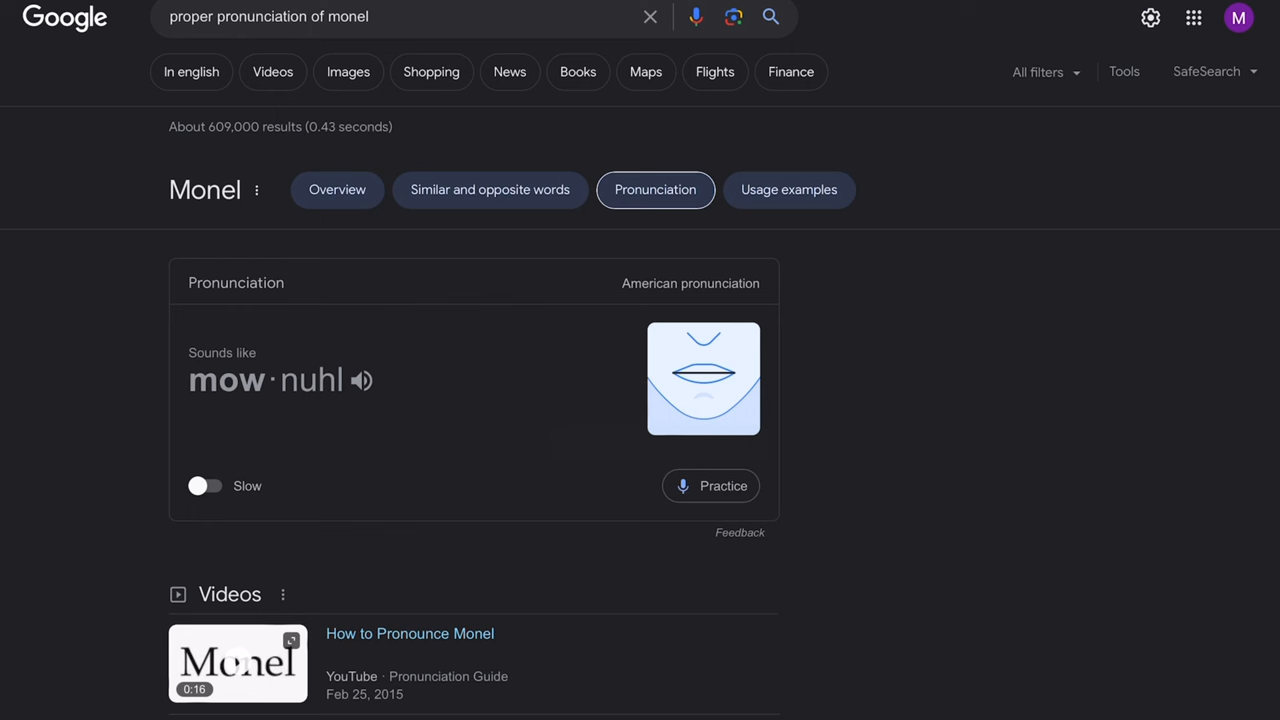 Google
proper pronunciation of monel
M
In english
Videos
Images
Shopping
News
Books
Maps
Flights
Finance
All filters
Tools
SafeSearch
About 609,000 results (0.43 seconds)
Monel
Overview
Similar and opposite words
Pronunciation
Usage examples
Pronunciation
American pronunciation
Sounds like
mow·nuhl
Slow
Practice
Feedback
Videos
Monel
0:16
How to Pronounce Monel
YouTube · Pronunciation Guide
Feb 25, 2015